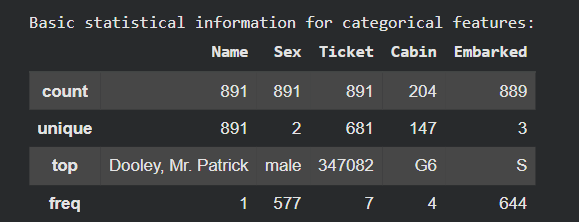 Basic statistical information for categorical features:
Name Sex Ticket Cabin Embarked
count 891 891 891 204 889
unique 891 2 681 147 3
top Dooley, Mr. Patrick male 347082 G6 S
freq 1 577 7 4 644